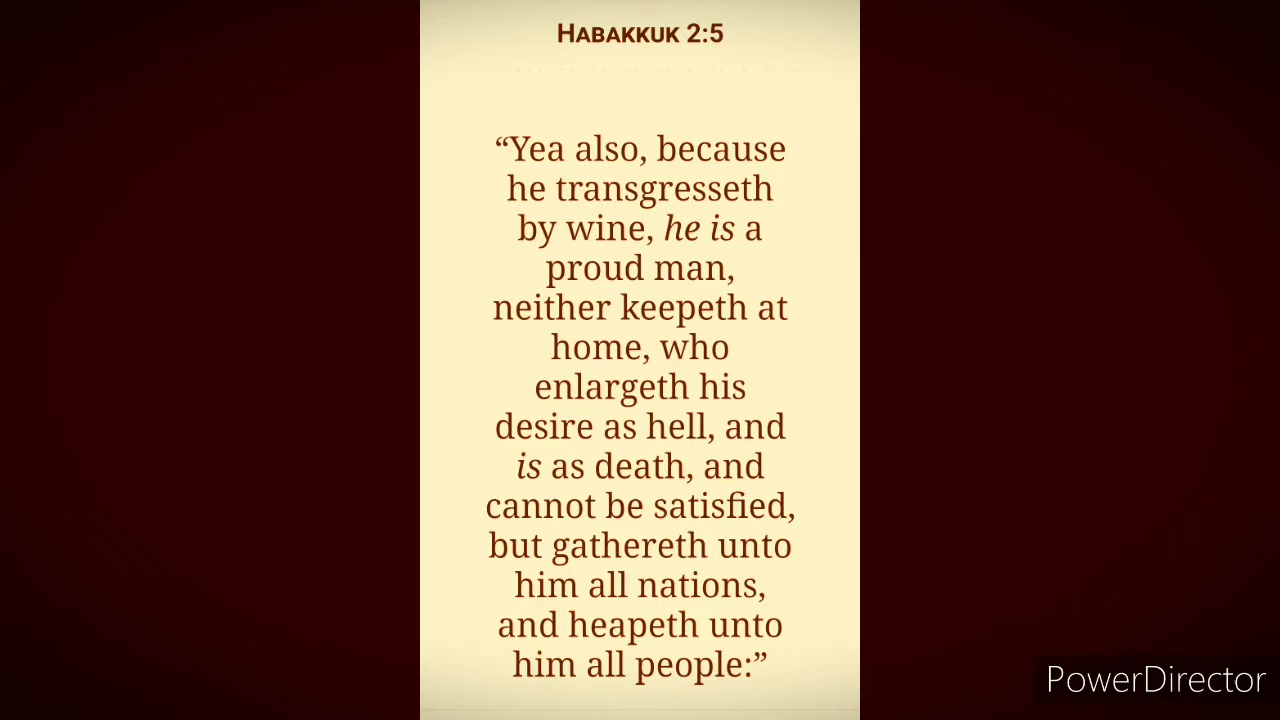 HABAKKUK 2:5
“Yea also, because
he transgresseth
by wine, he is a
proud man,
neither keepeth at
home, who
enlargeth his
desire as hell, and
is as death, and
cannot be satisfied,
but gathereth unto
him all nations,
and heapeth unto
him all people:”
PowerDirector